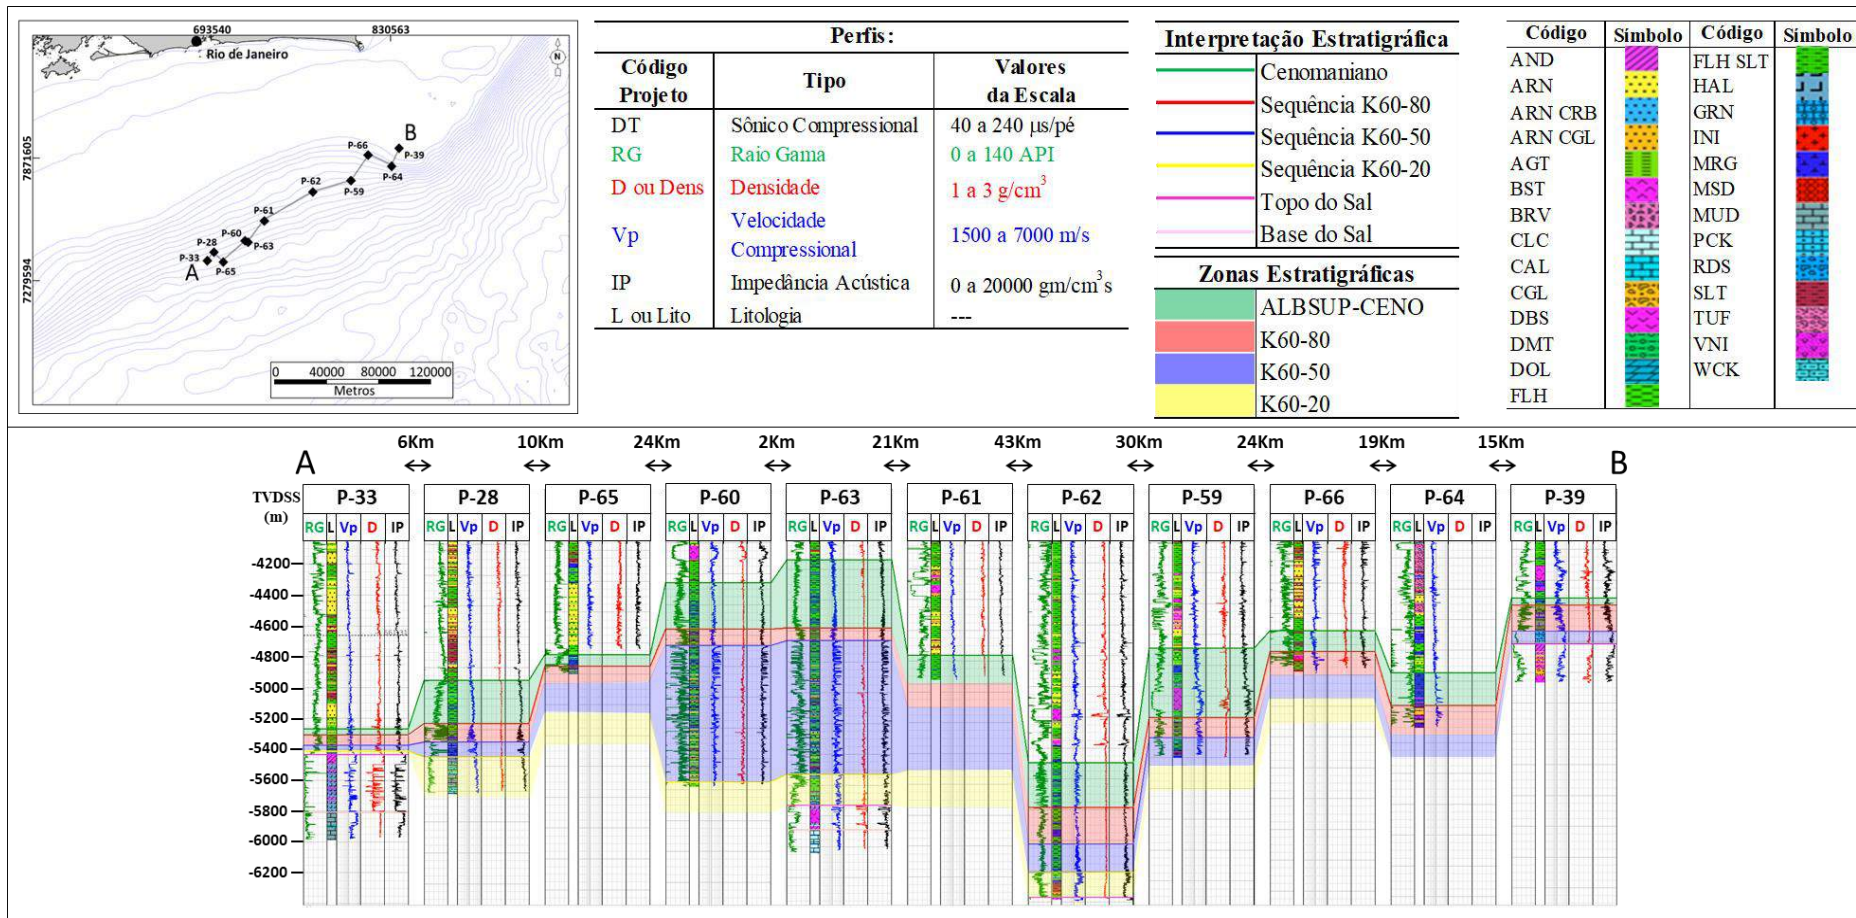 693540
830563
Rio de Janeiro
N
7871605
7279594
B
P-66
P-39
P-64
P-62
P-59
P-61
P-60
P-28
P-63
P-33
A
P-65
0 40000 80000 120000
Metros
Perfis:
Código Projeto Tipo Valores da Escala
DT Sônico Compressional 40 a 240 µs/pé
RG Raio Gama 0 a 140 API
D ou Dens Densidade 1 a 3 g/cm³
Vp Velocidade Compressional 1500 a 7000 m/s
IP Impedância Acústica 0 a 20000 gm/cm³s
L ou Lito Litologia ---
Interpretação Estratigráfica
Cenomaniano
Sequência K60-80
Sequência K60-50
Sequência K60-20
Topo do Sal
Base do Sal
Zonas Estratigráficas
ALBSUP-CENO
K60-80
K60-50
K60-20
Código Símbolo Código Símbolo
AND FLH SLT
ARN HAL
ARN CRB GRN
ARN CGL INI
AGT MRG
BST MSD
BRV MUD
CLC PCK
CAL RDS
CGL SLT
DBS TUF
DMT VNI
DOL WCK
FLH
6Km 10Km 24Km 2Km 21Km 43Km 30Km 24Km 19Km 15Km
A B
TVDSS
(m)
P-33 P-28 P-65 P-60 P-63 P-61 P-62 P-59 P-66 P-64 P-39
RG L Vp D IP RG L Vp D IP RG L Vp D IP RG L Vp D IP RG L Vp D IP RG L Vp D IP RG L Vp D IP RG L Vp D IP RG L Vp D IP RG L Vp D IP RG L Vp D IP
-4200
-4400
-4600
-4800
-5000
-5200
-5400
-5600
-5800
-6000
-6200